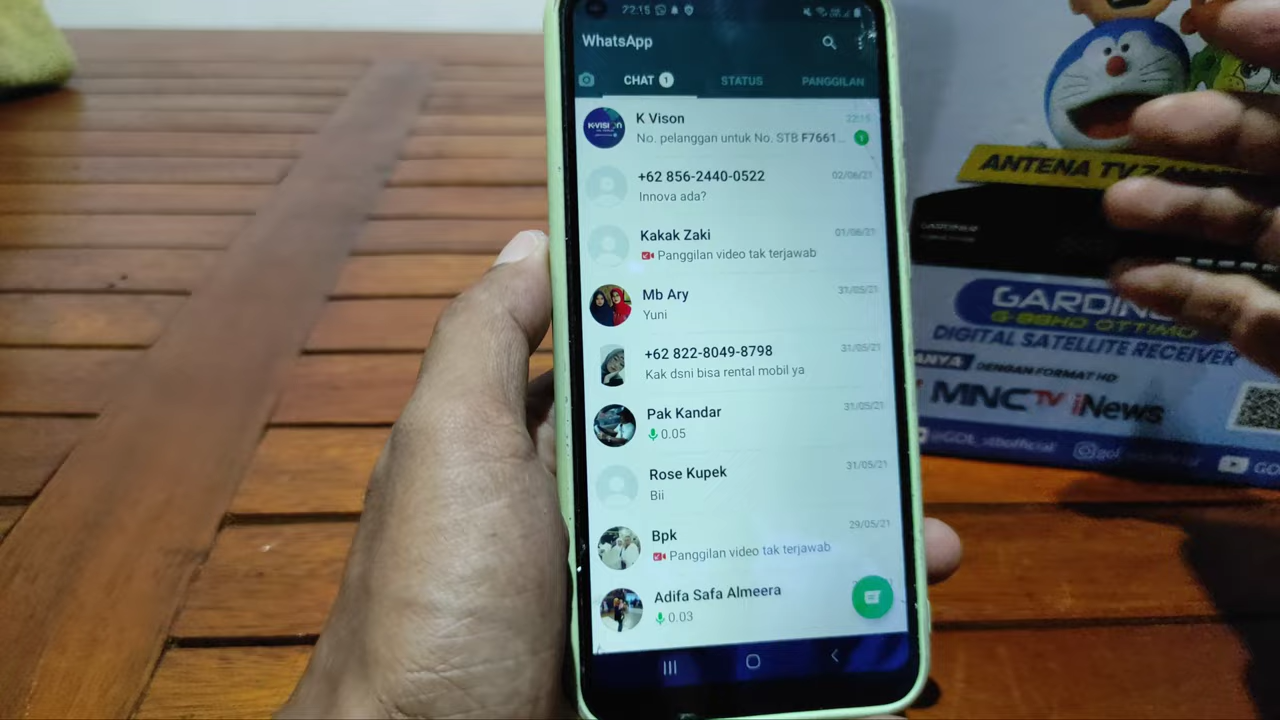 22:15
WhatsApp
CHAT 1
STATUS
PANGGILAN
K-VISION
K Vison
22:15
No. pelanggan untuk No. STB F7661...
1
+62 856-2440-0522
02/06/21
Innova ada?
Kakak Zaki
01/06/21
Panggilan video tak terjawab
Mb Ary
31/05/21
Yuni
+62 822-8049-8798
31/05/21
Kak dsni bisa rental mobil ya
Pak Kandar
31/05/21
0.05
Rose Kupek
31/05/21
Bii
Bpk
29/05/21
Panggilan video tak terjawab
Adifa Safa Almeera
0.03
ANTENA TV
GARDINER
DIGITAL SATELLITE RECEIVER
DENGAN FORMAT HD
MNCTV iNews
@GOL_stbofficial